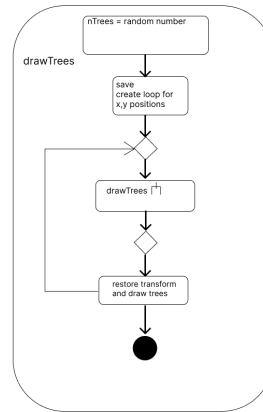 nTrees = random number
drawTrees
save
create loop for
x,y positions
drawTrees
restore transform
and draw trees